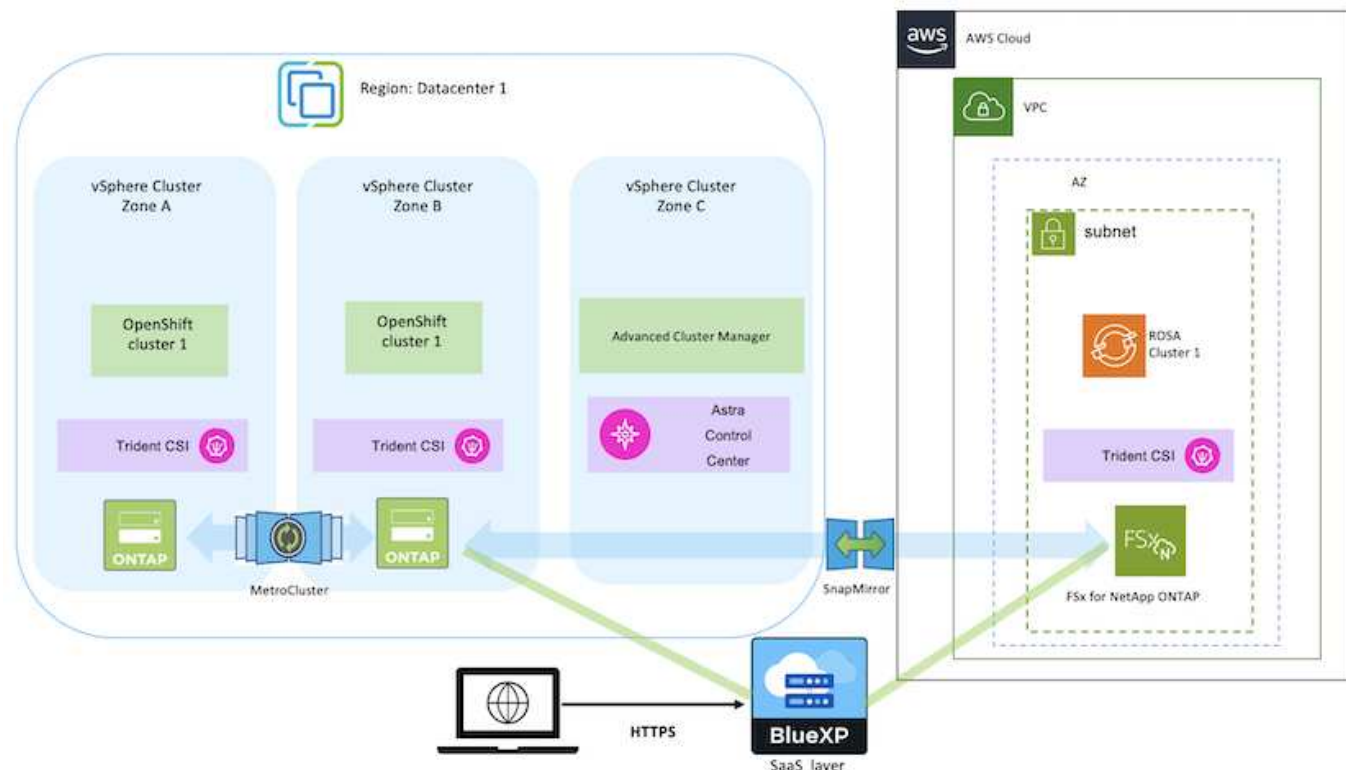 aws
AWS Cloud
Region: Datacenter 1
VPC
vSphere Cluster
Zone A
vSphere Cluster
Zone B
vSphere Cluster
Zone C
AZ
subnet
OpenShift
cluster 1
OpenShift
cluster 1
Advanced Cluster Manager
ROSA
Cluster 1
Trident CSI
Trident CSI
Astra
Control
Center
Trident CSI
ONTAP
ONTAP
MetroCluster
SnapMirror
FSx
N
FSx for NetApp ONTAP
HTTPS
BlueXP
SaaS layer